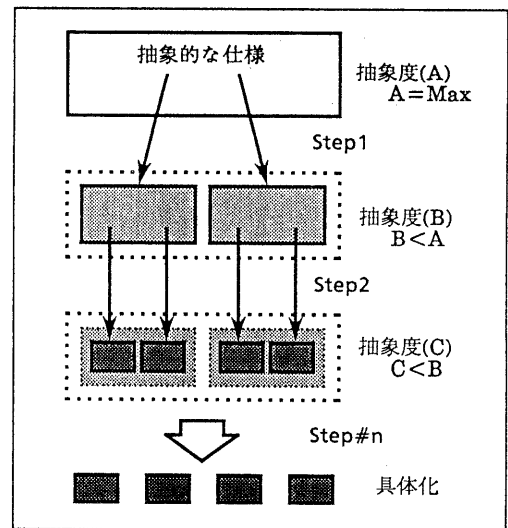 抽象的な仕様
抽象度(A)
A=Max
Step1
抽象度(B)
B<A
Step2
抽象度(C)
C<B
Step#n
具体化